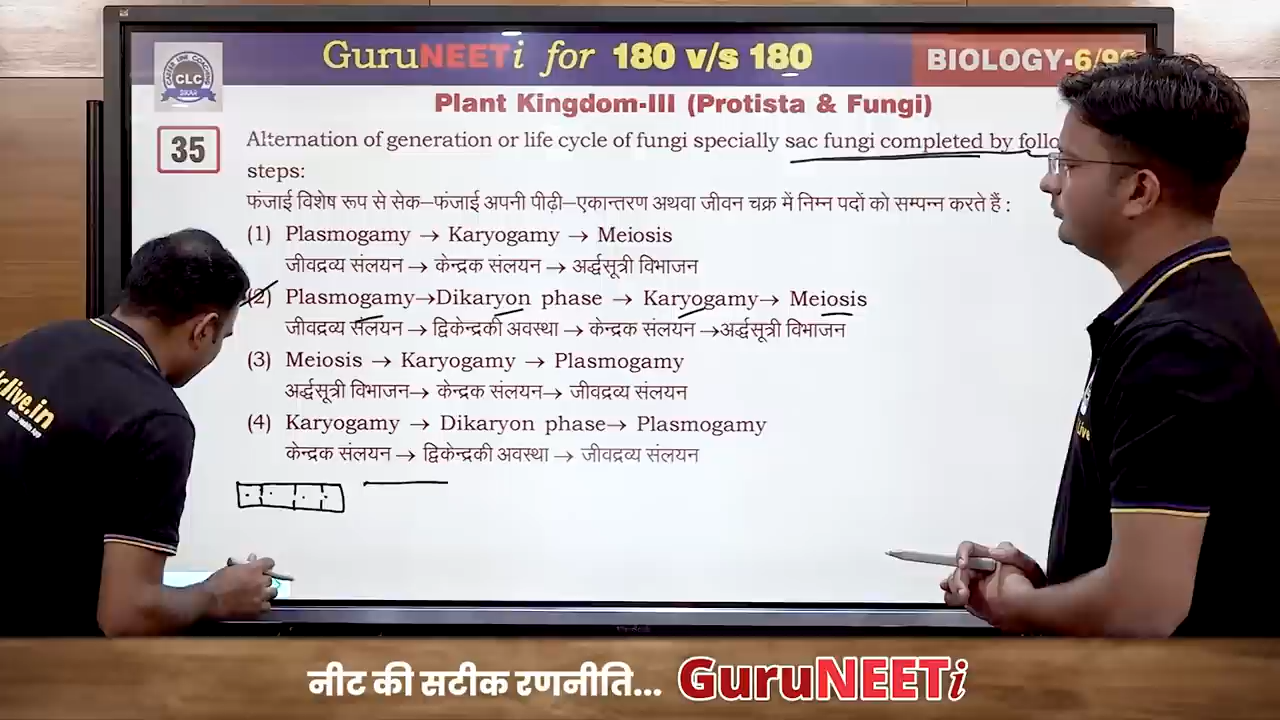 GuruNEETi for 180 v/s 180
BIOLOGY-6/9
CLC
SIKAR
Plant Kingdom-III (Protista & Fungi)
35
Alternation of generation or life cycle of fungi specially sac fungi completed by follo
steps:
फंजाई विशेष रूप से सेक–फंजाई अपनी पीढ़ी–एकान्तरण अथवा जीवन चक्र में निम्न पदों को सम्पन्न करते हैं :
(1) Plasmogamy → Karyogamy → Meiosis
जीवद्रव्य संलयन → केन्द्रक संलयन → अर्द्धसूत्री विभाजन
(2) Plasmogamy→Dikaryon phase → Karyogamy→ Meiosis
जीवद्रव्य संलयन → द्विकेन्द्रकी अवस्था → केन्द्रक संलयन →अर्द्धसूत्री विभाजन
(3) Meiosis → Karyogamy → Plasmogamy
अर्द्धसूत्री विभाजन→ केन्द्रक संलयन→ जीवद्रव्य संलयन
(4) Karyogamy → Dikaryon phase→ Plasmogamy
केन्द्रक संलयन → द्विकेन्द्रकी अवस्था → जीवद्रव्य संलयन
live.in
नीट की सटीक रणनीति... GuruNEETi